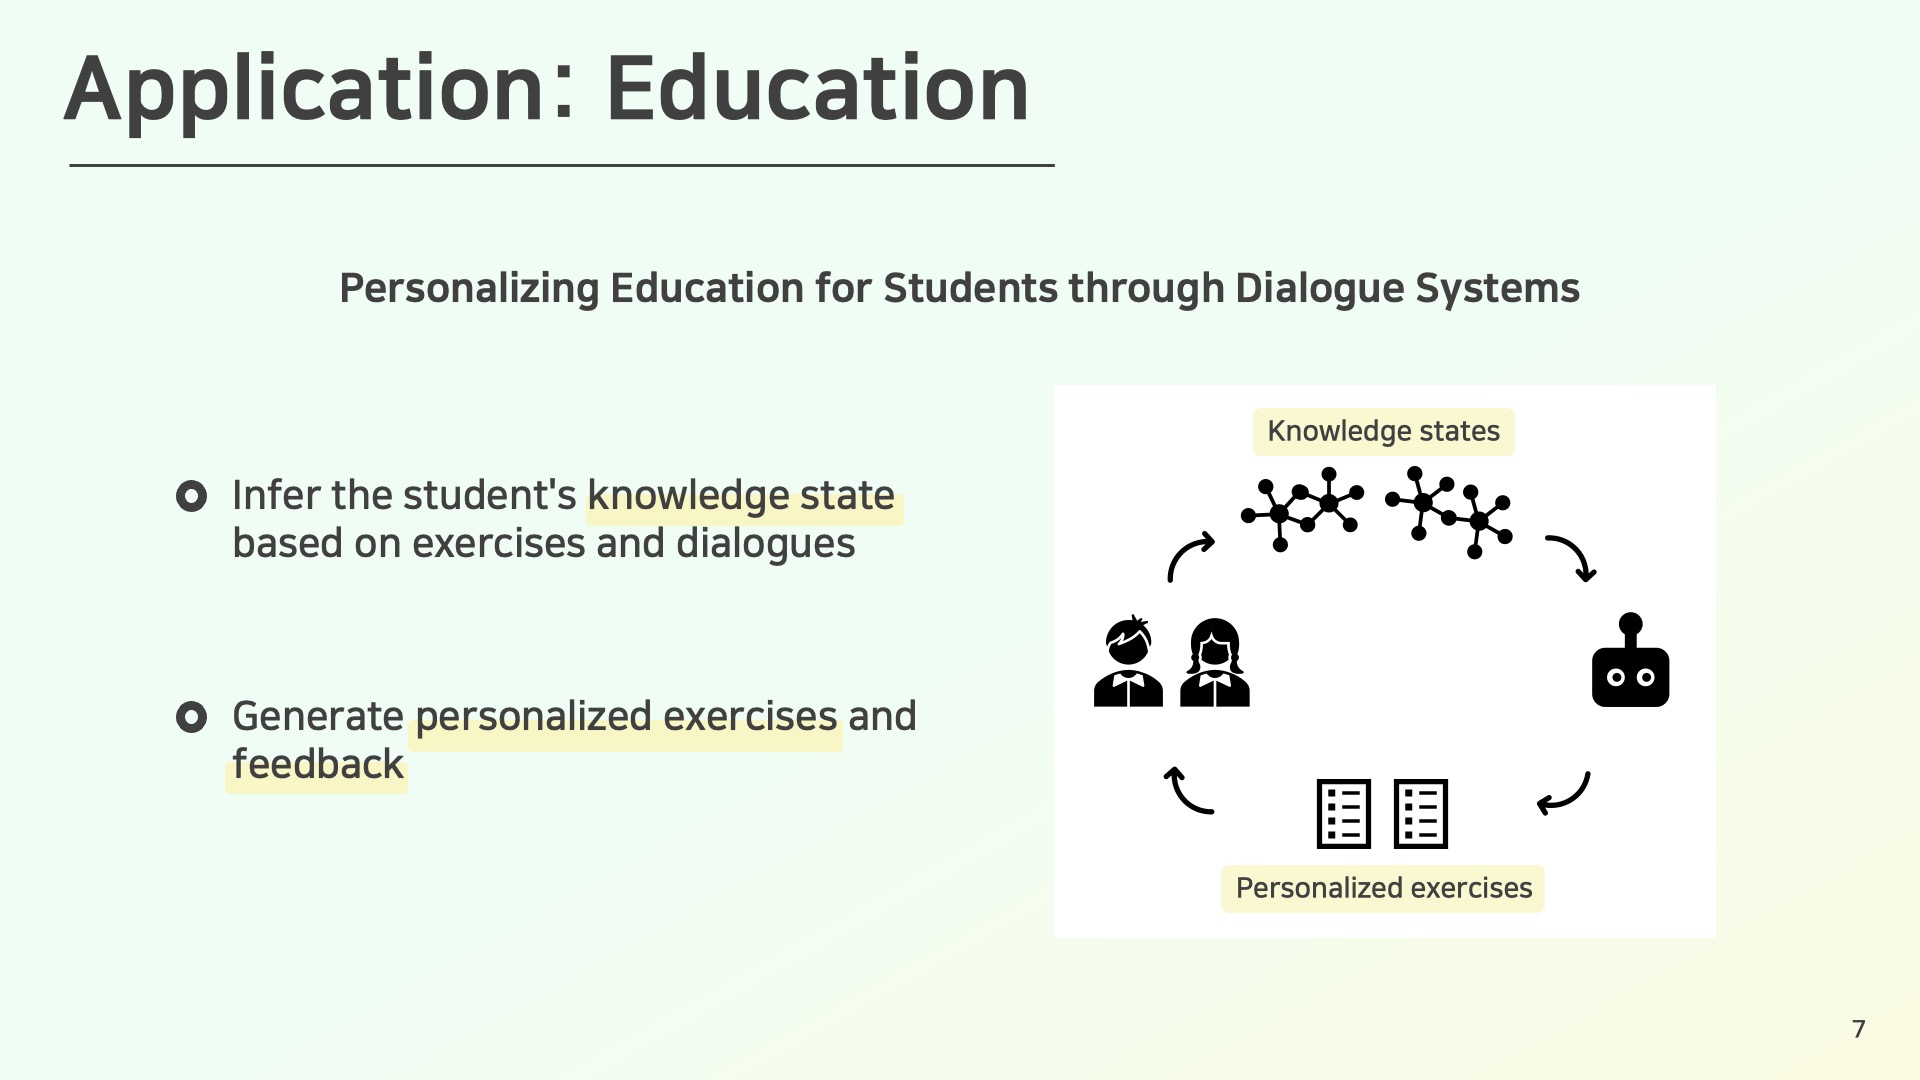 Application: Education
Personalizing Education for Students through Dialogue Systems
Infer the student's knowledge state
based on exercises and dialogues
Generate personalized exercises and
feedback
Knowledge states
Personalized exercises
7